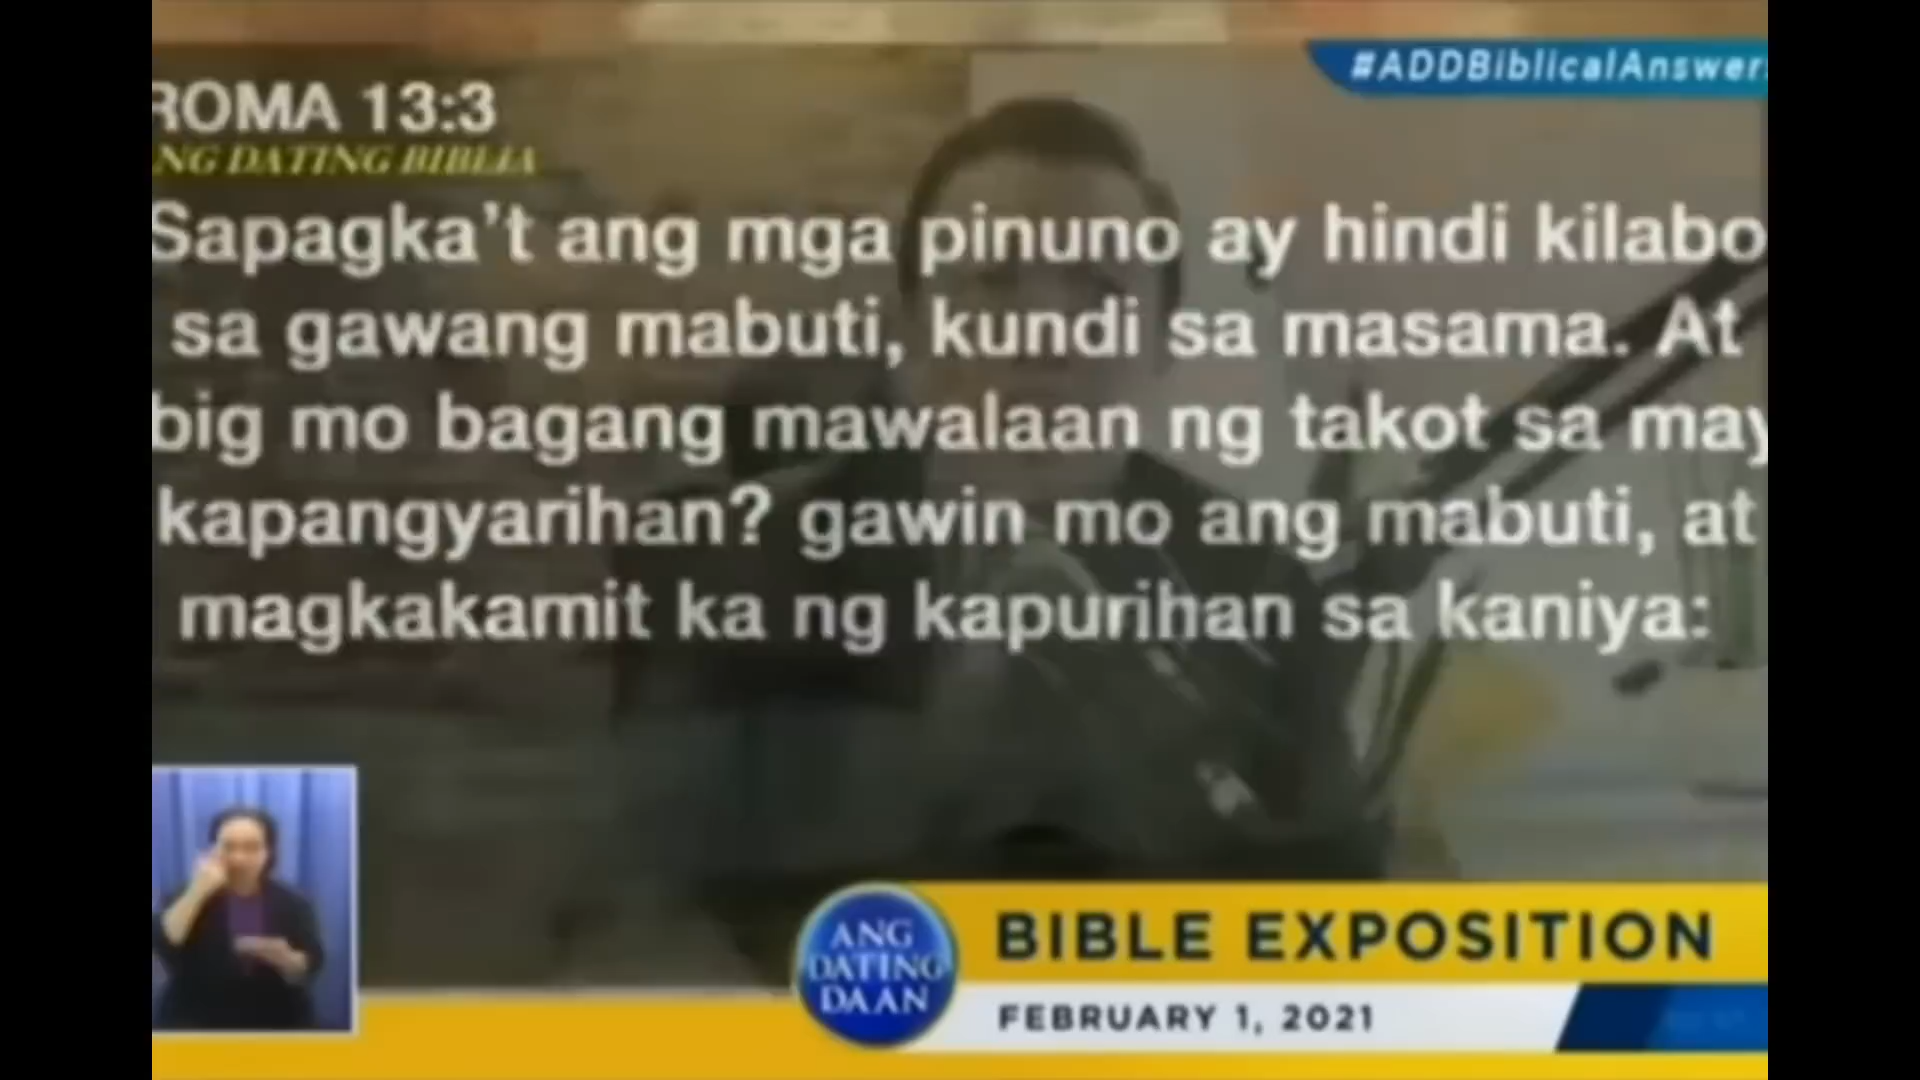 #ADDBiblicalAnswer
ROMA 13:3
NG DATING BIBLIA
Sapagka't ang mga pinuno ay hindi kilabo
sa gawang mabuti, kundi sa masama. At
big mo bagang mawalaan ng takot sa may
kapangyarihan? gawin mo ang mabuti, at
magkakamit ka ng kapurihan sa kaniya:
ANG
DATING
DAAN
BIBLE EXPOSITION
FEBRUARY 1, 2021